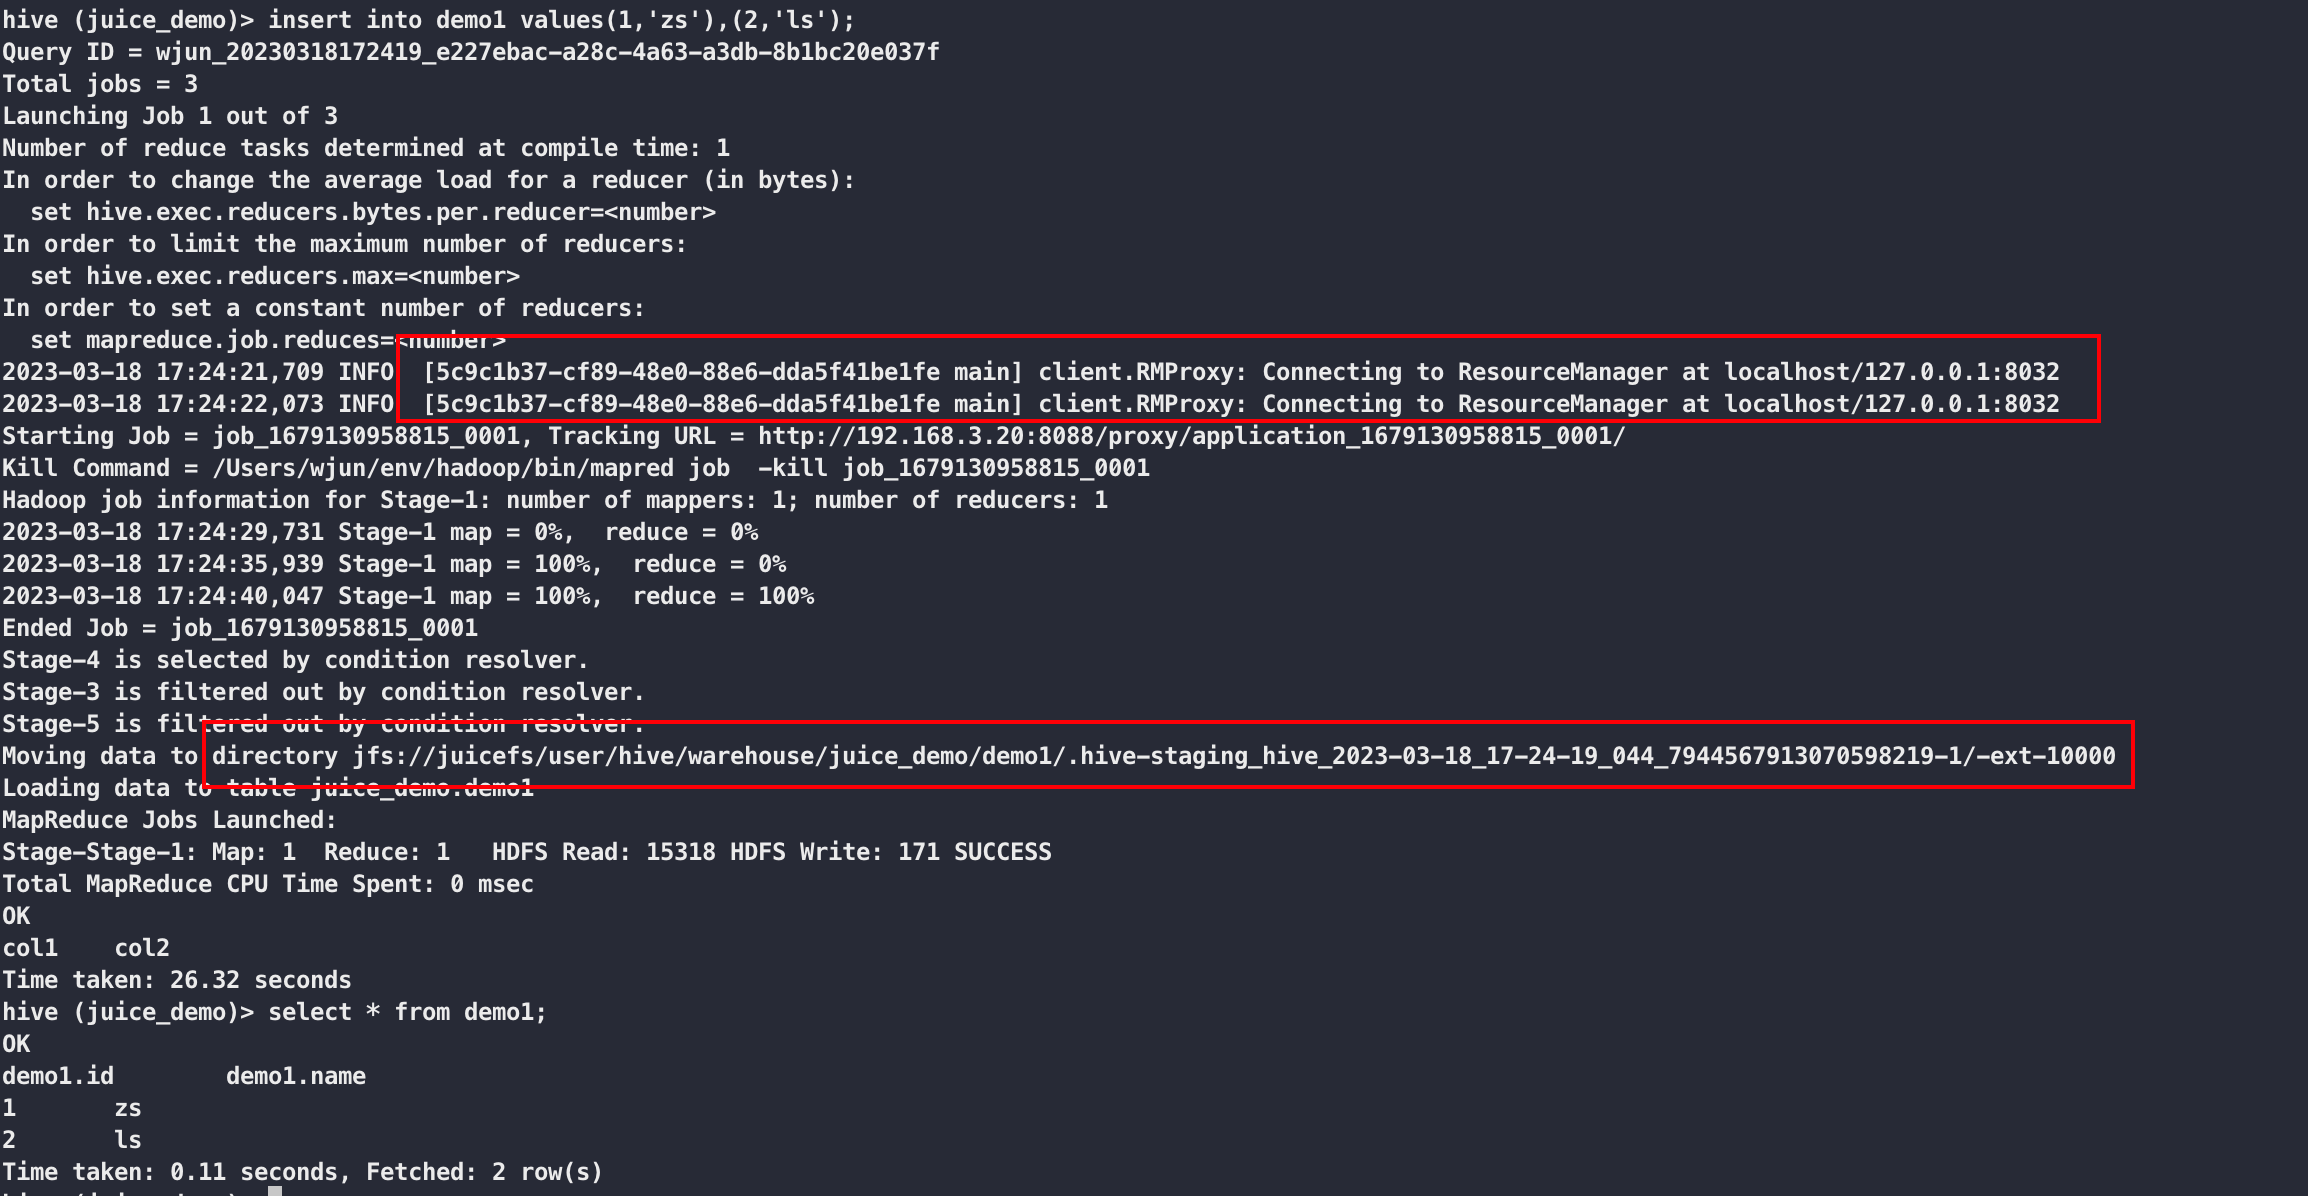 hive (juice_demo)> insert into demo1 values(1,'zs'),(2,'ls');
Query ID = wjun_20230318172419_e227ebac-a28c-4a63-a3db-8b1bc20e037f
Total jobs = 3
Launching Job 1 out of 3
Number of reduce tasks determined at compile time: 1
In order to change the average load for a reducer (in bytes):
  set hive.exec.reducers.bytes.per.reducer=<number>
In order to limit the maximum number of reducers:
  set hive.exec.reducers.max=<number>
In order to set a constant number of reducers:
  set mapreduce.job.reduces=<number>
2023-03-18 17:24:21,709 INFO  [5c9c1b37-cf89-48e0-88e6-dda5f41be1fe main] client.RMProxy: Connecting to ResourceManager at localhost/127.0.0.1:8032
2023-03-18 17:24:22,073 INFO  [5c9c1b37-cf89-48e0-88e6-dda5f41be1fe main] client.RMProxy: Connecting to ResourceManager at localhost/127.0.0.1:8032
Starting Job = job_1679130958815_0001, Tracking URL = http://192.168.3.20:8088/proxy/application_1679130958815_0001/
Kill Command = /Users/wjun/env/hadoop/bin/mapred job  -kill job_1679130958815_0001
Hadoop job information for Stage-1: number of mappers: 1; number of reducers: 1
2023-03-18 17:24:29,731 Stage-1 map = 0%,  reduce = 0%
2023-03-18 17:24:35,939 Stage-1 map = 100%,  reduce = 0%
2023-03-18 17:24:40,047 Stage-1 map = 100%,  reduce = 100%
Ended Job = job_1679130958815_0001
Stage-4 is selected by condition resolver.
Stage-3 is filtered out by condition resolver.
Stage-5 is filtered out by condition resolver.
Moving data to directory jfs://juicefs/user/hive/warehouse/juice_demo/demo1/.hive-staging_hive_2023-03-18_17-24-19_044_7944567913070598219-1/-ext-10000
Loading data to table juice_demo.demo1
MapReduce Jobs Launched:
Stage-Stage-1: Map: 1  Reduce: 1   HDFS Read: 15318 HDFS Write: 171 SUCCESS
Total MapReduce CPU Time Spent: 0 msec
OK
col1    col2
Time taken: 26.32 seconds
hive (juice_demo)> select * from demo1;
OK
demo1.id        demo1.name
1       zs
2       ls
Time taken: 0.11 seconds, Fetched: 2 row(s)